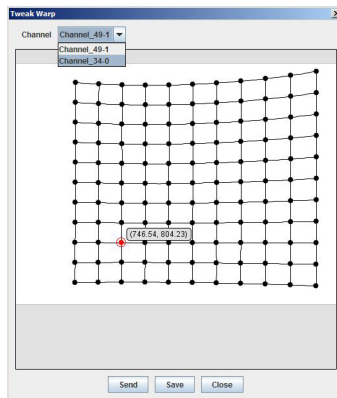 Tweak Warp
Channel Channel_49-1
Channel_49-1
Channel_34-0
(746.54, 804.23)
Send Save Close